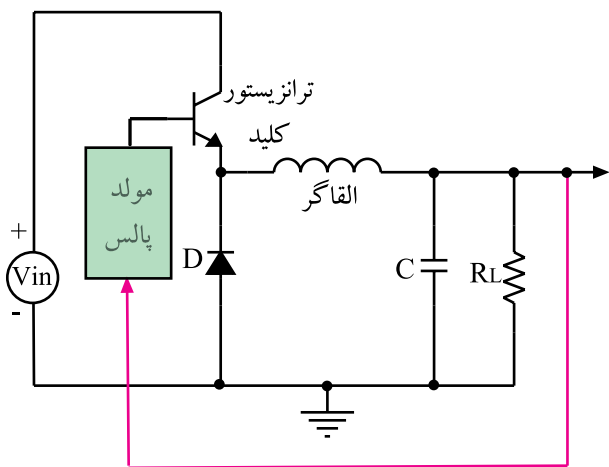 ترانزیستور
کلید
مولد
پالس
القاگر
+
Vin
-
D
C
RL